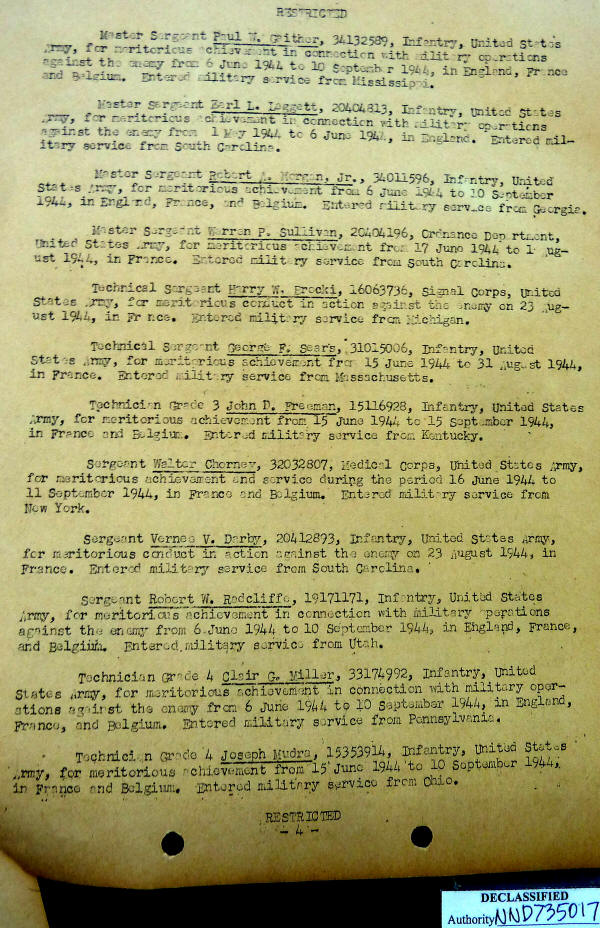 RESTRICTED
Master Sergeant Paul W. Gaither, 34132589, Infantry, United States
Army, for meritorious achievement in connection with military operations
against the enemy from 6 June 1944 to 10 September 1944, in England, France
and Belgium. Entered military service from Mississippi.
Master Sergeant Earl L. Leggett, 20404813, Infantry, United States
Army, for meritorious achievement in connection with military operations
against the enemy from 1 May 1944 to 6 June 1944, in England. Entered mil-
itary service from South Carolina.
Master Sergeant Robert A. Morgan, Jr., 34011596, Infantry, United
States Army, for meritorious achievement from 6 June 1944 to 10 September
1944, in England, France, and Belgium. Entered military service from Georgia.
Master Sergeant Warren P. Sullivan, 20404196, Ordnance Department,
United States Army, for meritorious achievement from 17 June 1944 to 1 Aug-
ust 1944, in France. Entered military service from South Carolina.
Technical Sergeant Harry W. 16063736, Signal Corps, United
States Army, for meritorious conduct in action against the enemy on 23 Aug-
ust 1944, in France. Entered military service from Michigan.
Technical Sergeant George F. Sears, 31015006, Infantry, United
States Army, for meritorious achievement from 15 June 1944 to 31 August 1944,
in France. Entered military service from Massachusetts.
Technician Grade 3 John D. Freeman, 15116928, Infantry, United States
Army, for meritorious achievement from 15 June 1944 to 15 September 1944,
in France and Belgium. Entered military service from Kentucky.
Sergeant Walter Chorney, 32032807, Medical Corps, United States Army,
for meritorious achievement and service during the period 16 June 1944 to
11 September 1944, in France and Belgium. Entered military service from
New York.
Sergeant Vernee V. Darby, 20412893, Infantry, United States Army,
for meritorious conduct in action against the enemy on 23 August 1944, in
France. Entered military service from South Carolina.
Sergeant Robert W. Radcliffe, 19171171, Infantry, United States
Army, for meritorious achievement in connection with military operations
against the enemy from 6 June 1944 to 10 September 1944, in England, France,
and Belgium. Entered military service from Utah.
Technician Grade 4 Clair G. Miller, 33174992, Infantry, United
States Army, for meritorious achievement in connection with military oper-
ations against the enemy from 6 June 1944 to 10 September 1944, in England,
France, and Belgium. Entered military service from Pennsylvania.
Technician Grade 4 Joseph Mudra, 15353914, Infantry, United States
Army, for meritorious achievement from 15 June 1944 to 10 September 1944,
in France and Belgium. Entered military service from Ohio.
RESTRICTED
- 4 -
DECLASSIFIED
Authority NND735017